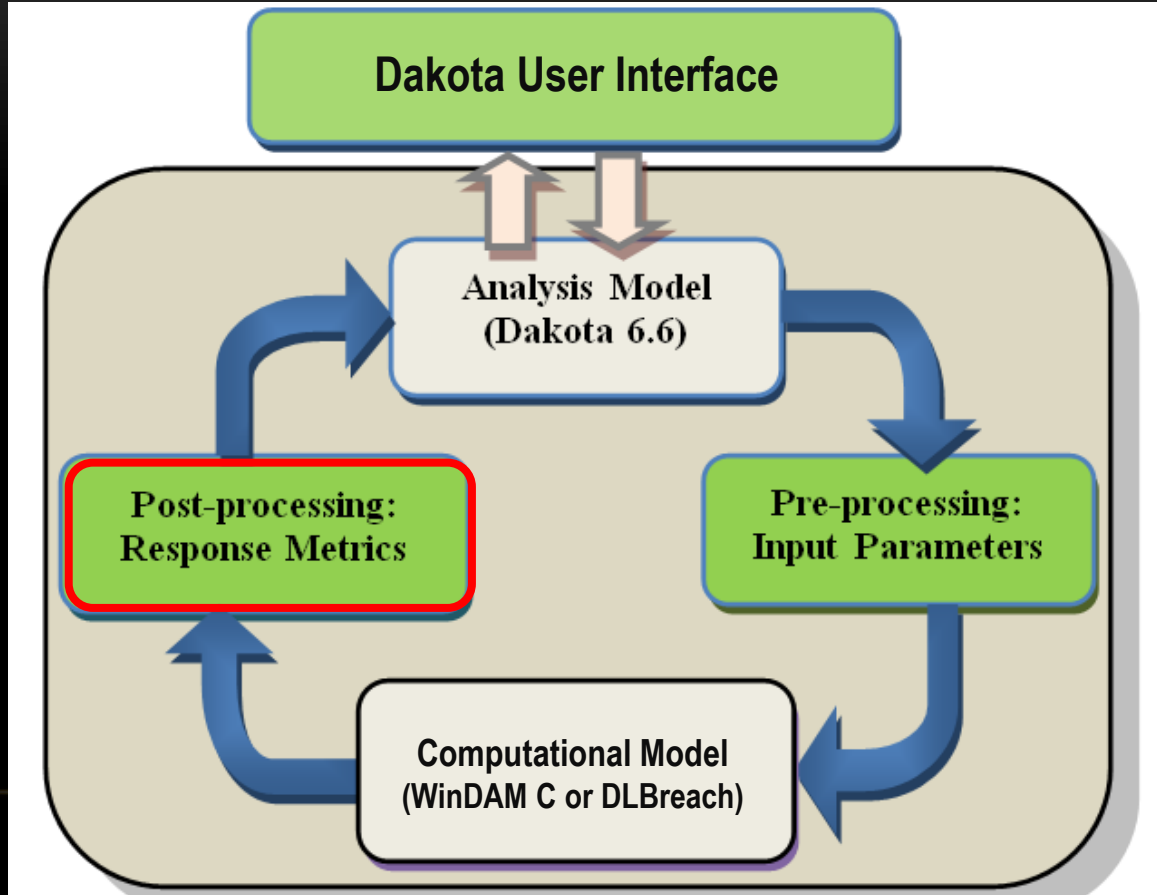 Dakota User Interface
Analysis Model
(Dakota 6.6)
Post-processing:
Response Metrics
Pre-processing:
Input Parameters
Computational Model
(WinDAM C or DLBreach)